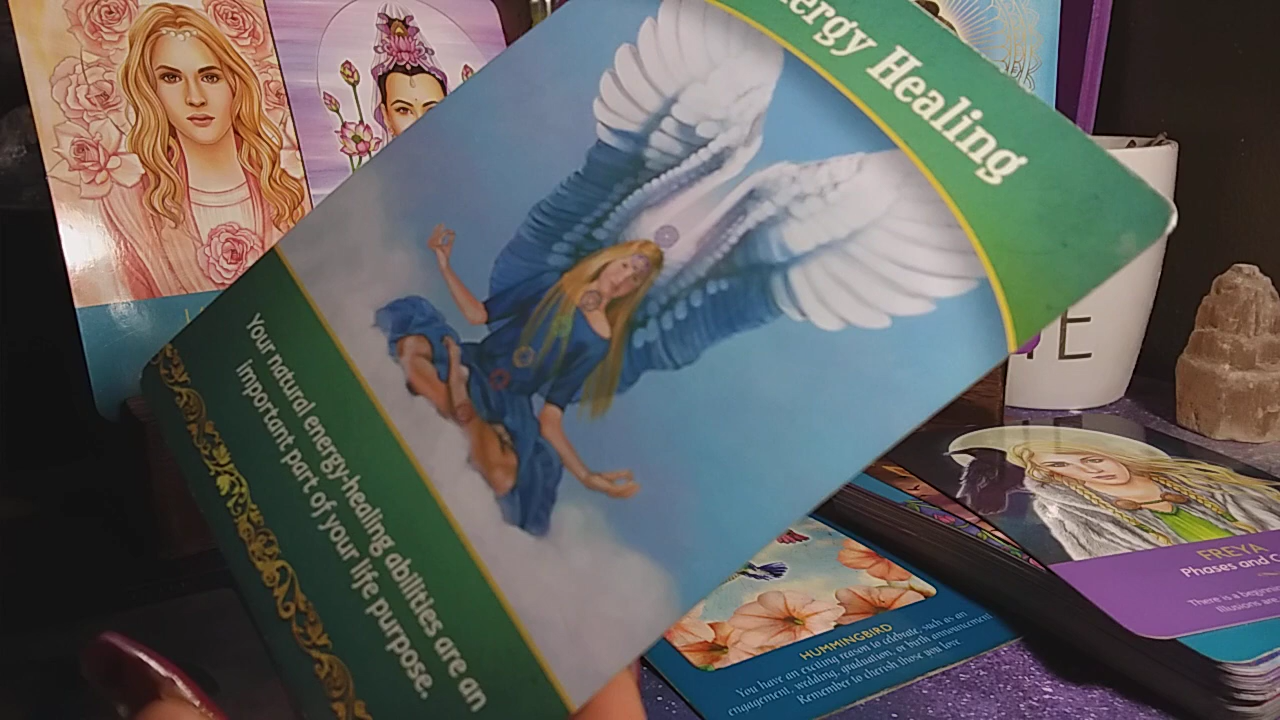 Healing
Your natural energy-healing abilities are an
important part of your life purpose.
HUMMINGBIRD
You have an exciting reason to celebrate, such as an
engagement, wedding, graduation, or birth announcement
Remember to cherish those you love
FREYA
Phases and
There is a
Illusions are